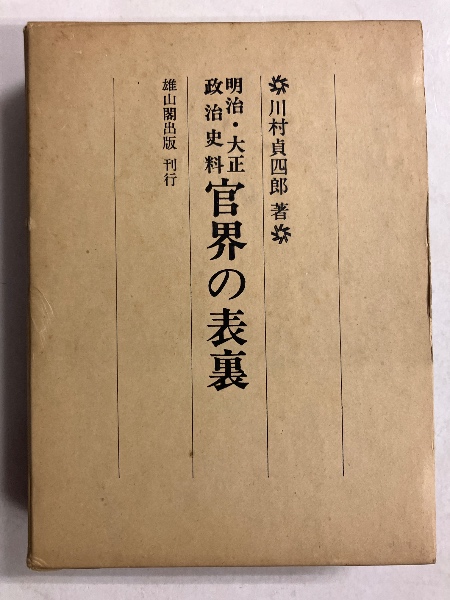 川村貞四郎 著
明治・大正
政治史料
官界の表裏
雄山閣出版 刊行